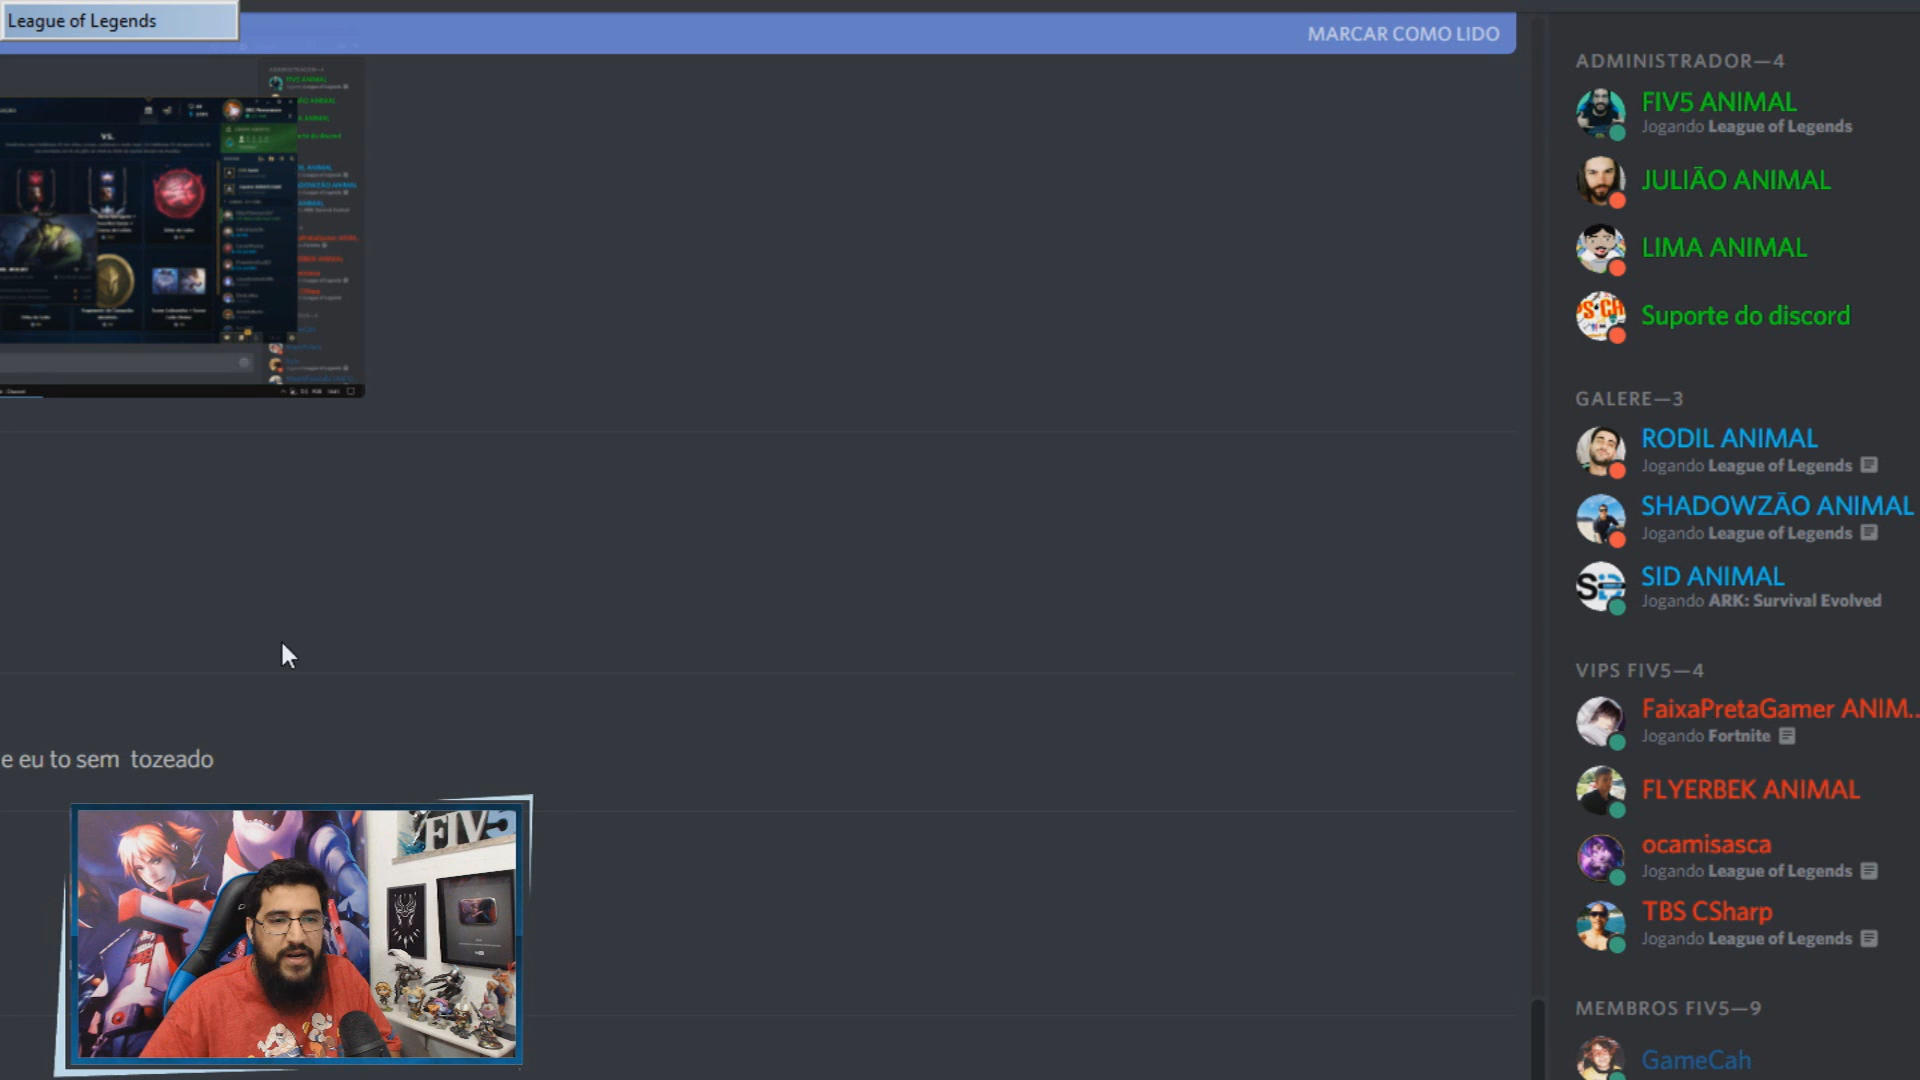 League of Legends
MARCAR COMO LIDO
VS.
e eu to sem tozeado
FIV5
ADMINISTRADOR—4
FIV5 ANIMAL
Jogando League of Legends
JULIÃO ANIMAL
LIMA ANIMAL
Suporte do discord
GALERE—3
RODIL ANIMAL
Jogando League of Legends
SHADOWZÃO ANIMAL
Jogando League of Legends
SID ANIMAL
Jogando ARK: Survival Evolved
VIPS FIV5—4
FaixaPretaGamer ANIM...
Jogando Fortnite
FLYERBEK ANIMAL
ocamisasca
Jogando League of Legends
TBS CSharp
Jogando League of Legends
MEMBROS FIV5—9
GameCah